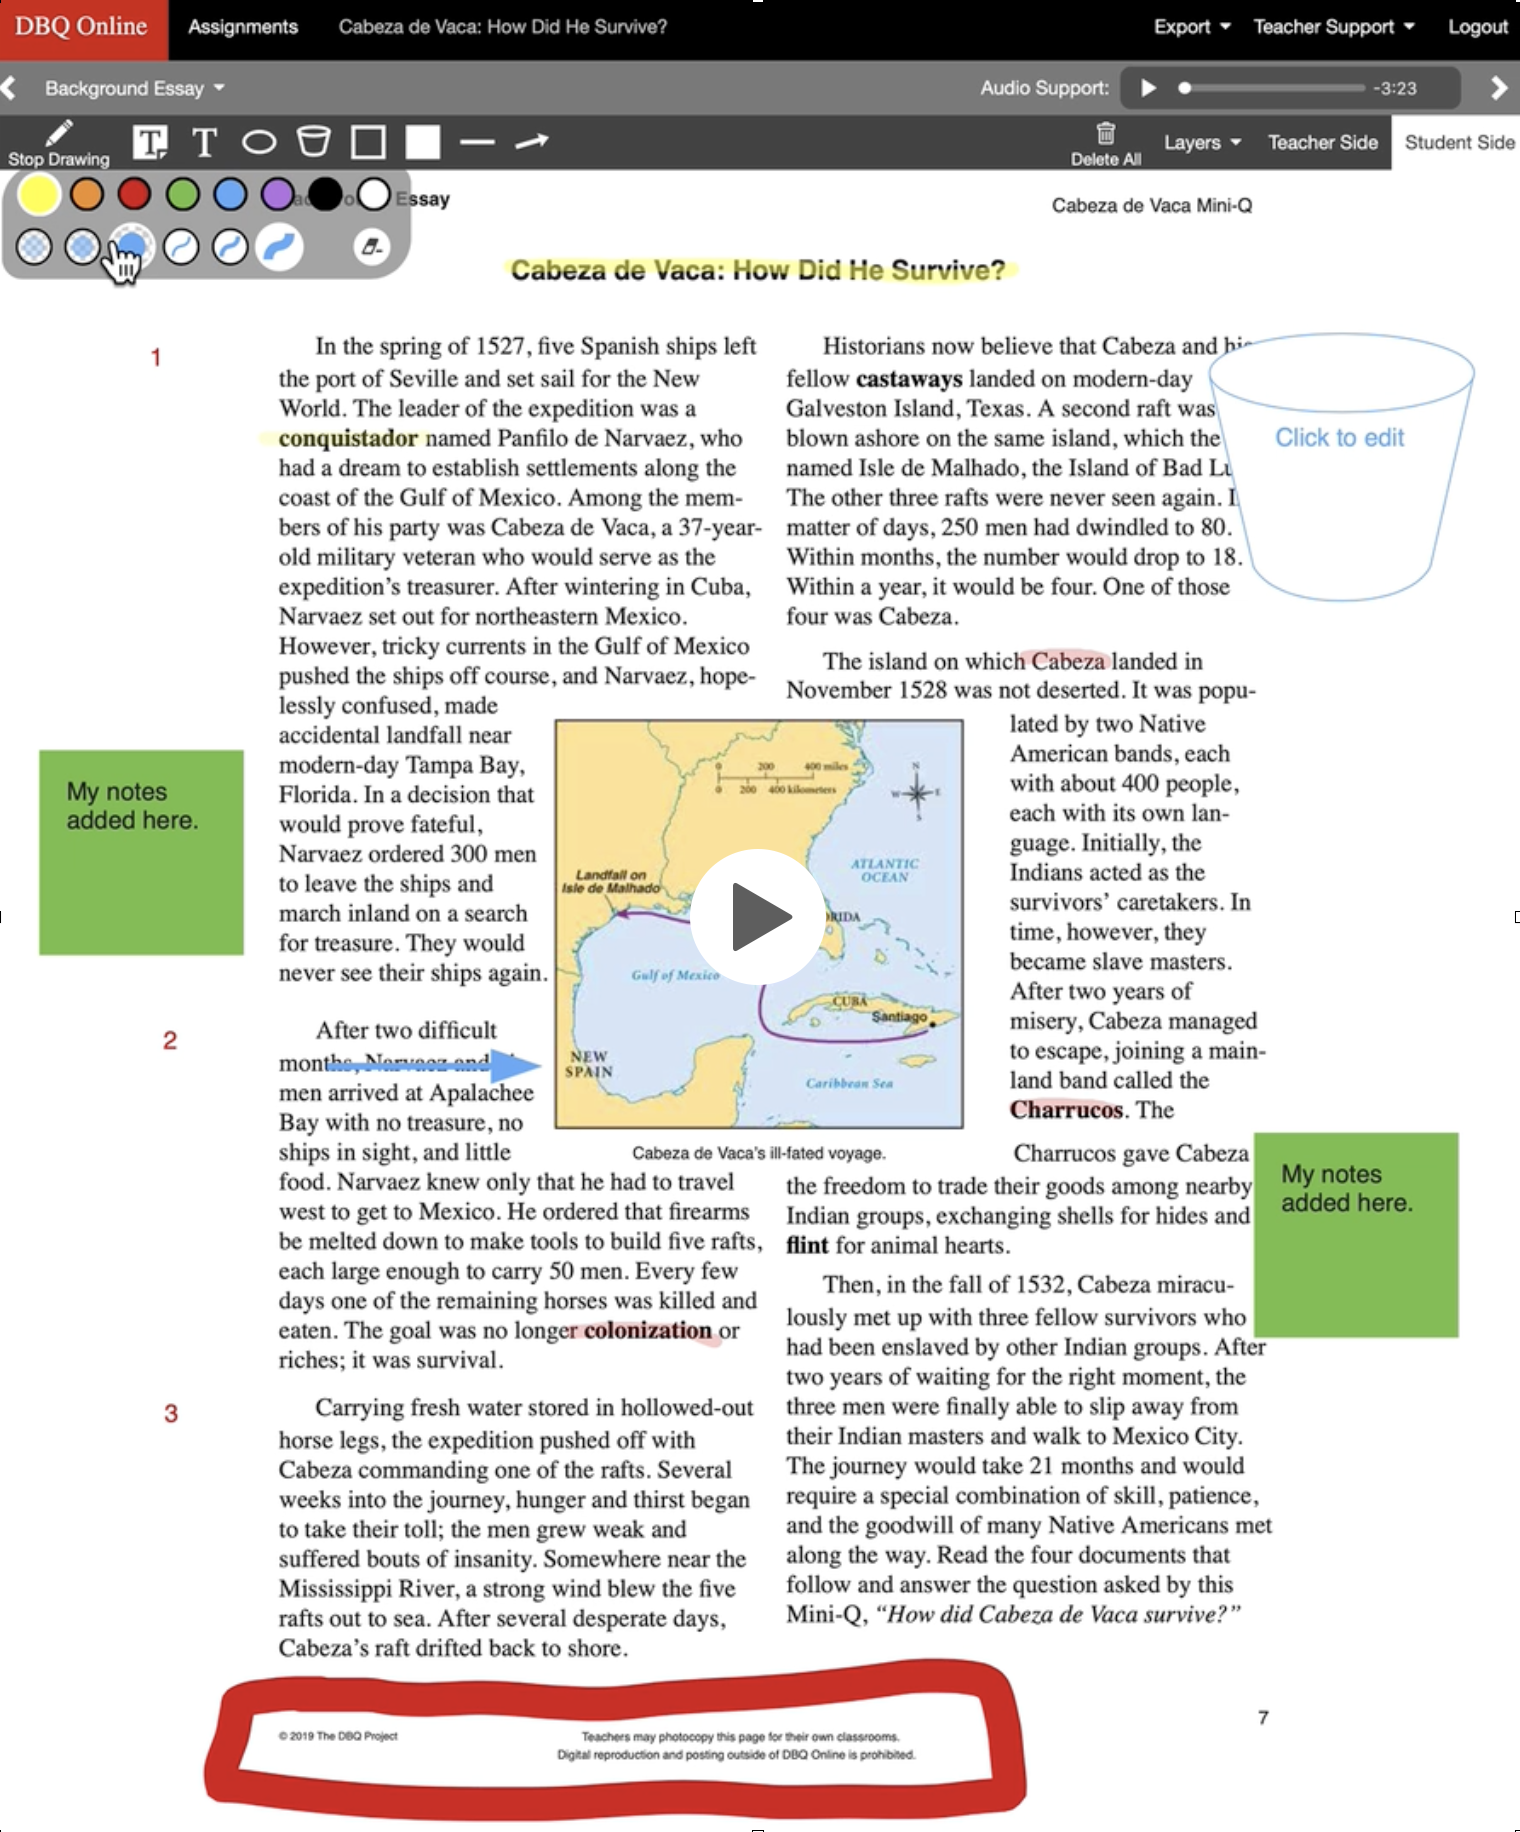 DBQ Online Assignments Cabeza de Vaca: How Did He Survive? Export Teacher Support Logout
Background Essay Audio Support: -3:23
Stop Drawing T T Delete All Layers Teacher Side Student Side
Essay
Cabeza de Vaca Mini-Q
Cabeza de Vaca: How Did He Survive?
1
In the spring of 1527, five Spanish ships left
the port of Seville and set sail for the New
World. The leader of the expedition was a
conquistador named Panfilo de Narvaez, who
had a dream to establish settlements along the
coast of the Gulf of Mexico. Among the mem-
bers of his party was Cabeza de Vaca, a 37-year-
old military veteran who would serve as the
expedition's treasurer. After wintering in Cuba,
Narvaez set out for northeastern Mexico.
However, tricky currents in the Gulf of Mexico
pushed the ships off course, and Narvaez, hope-
lessly confused, made
accidental landfall near
modern-day Tampa Bay,
Florida. In a decision that
would prove fateful,
Narvaez ordered 300 men
to leave the ships and
march inland on a search
for treasure. They would
never see their ships again.
My notes
added here.
2
After two difficult
months, Narvaez and
men arrived at Apalachee
Bay with no treasure, no
ships in sight, and little
food. Narvaez knew only that he had to travel
west to get to Mexico. He ordered that firearms
be melted down to make tools to build five rafts,
each large enough to carry 50 men. Every few
days one of the remaining horses was killed and
eaten. The goal was no longer colonization or
riches; it was survival.
3
Carrying fresh water stored in hollowed-out
horse legs, the expedition pushed off with
Cabeza commanding one of the rafts. Several
weeks into the journey, hunger and thirst began
to take their toll; the men grew weak and
suffered bouts of insanity. Somewhere near the
Mississippi River, a strong wind blew the five
rafts out to sea. After several desperate days,
Cabeza's raft drifted back to shore.
0 200 400 miles
0 200 400 kilometers
N
W E
S
ATLANTIC
OCEAN
Landfall on
Isle de Malhado
RIDA
Gulf of Mexico
CUBA
Santiago
NEW
SPAIN
Caribbean Sea
Cabeza de Vaca's ill-fated voyage.
Historians now believe that Cabeza and his
fellow castaways landed on modern-day
Galveston Island, Texas. A second raft was
blown ashore on the same island, which the
named Isle de Malhado, the Island of Bad Lu
The other three rafts were never seen again. I
matter of days, 250 men had dwindled to 80.
Within months, the number would drop to 18.
Within a year, it would be four. One of those
four was Cabeza.
Click to edit
The island on which Cabeza landed in
November 1528 was not deserted. It was popu-
lated by two Native
American bands, each
with about 400 people,
each with its own lan-
guage. Initially, the
Indians acted as the
survivors' caretakers. In
time, however, they
became slave masters.
After two years of
misery, Cabeza managed
to escape, joining a main-
land band called the
Charrucos. The
Charrucos gave Cabeza
the freedom to trade their goods among nearby
Indian groups, exchanging shells for hides and
flint for animal hearts.
My notes
added here.
Then, in the fall of 1532, Cabeza miracu-
lously met up with three fellow survivors who
had been enslaved by other Indian groups. After
two years of waiting for the right moment, the
three men were finally able to slip away from
their Indian masters and walk to Mexico City.
The journey would take 21 months and would
require a special combination of skill, patience,
and the goodwill of many Native Americans met
along the way. Read the four documents that
follow and answer the question asked by this
Mini-Q, "How did Cabeza de Vaca survive?"
© 2019 The DBQ Project
Teachers may photocopy this page for their own classrooms.
Digital reproduction and posting outside of DBQ Online is prohibited.
7